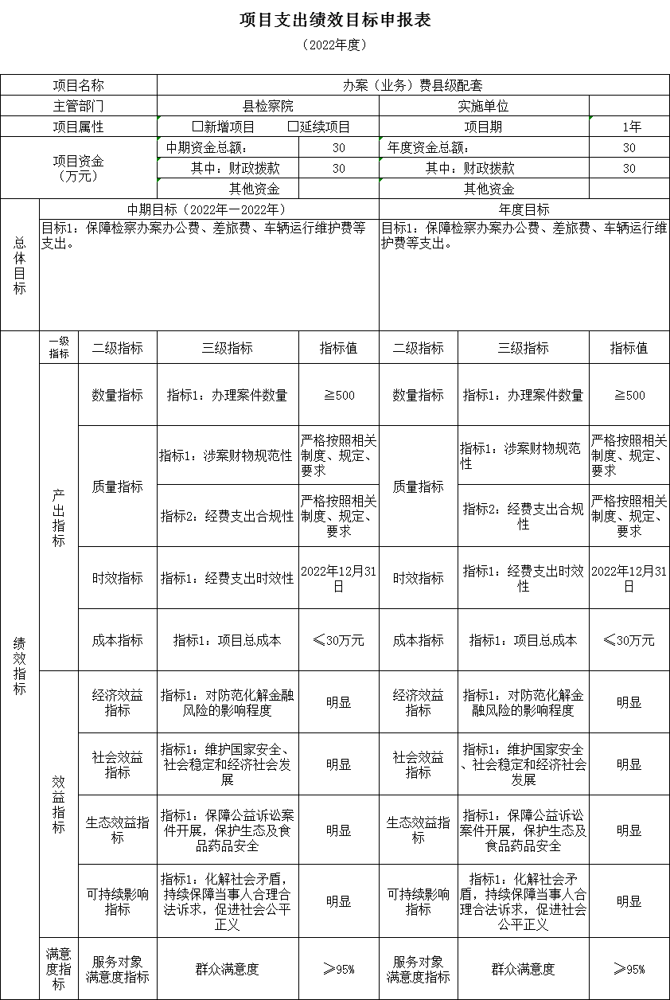 项目支出绩效目标申报表
（2022年度）
项目名称 办案（业务）费县级配套
主管部门 县检察院 实施单位
项目属性 □新增项目 □延续项目 项目期 1年
项目资金
（万元）
中期资金总额： 30 年度资金总额： 30
其中：财政拨款 30 其中：财政拨款 30
其他资金 其他资金
总体目标
中期目标（2022年—2022年） 年度目标
目标1：保障检察办案办公费、差旅费、车辆运行维护费等
支出。
目标1：保障检察办案办公费、差旅费、车辆运行维
护费等支出。
绩效指标
一级
指标
二级指标 三级指标 指标值 二级指标 三级指标 指标值
产出指标
数量指标 指标1：办理案件数量 ≧500 数量指标 指标1：办理案件数量 ≧500
质量指标
指标1：涉案财物规范性
严格按照相关
制度、规定、
要求
质量指标
指标1：涉案财物规范
性
严格按照相关
制度、规定、
要求
指标2：经费支出合规性
严格按照相关
制度、规定、
要求
指标2：经费支出合规
性
严格按照相关
制度、规定、
要求
时效指标 指标1：经费支出时效性
2022年12月31
日
时效指标
指标1：经费支出时效
性
2022年12月31
日
成本指标 指标1：项目总成本 ≤30万元 成本指标 指标1：项目总成本 ≤30万元
效益指标
经济效益
指标
指标1：对防范化解金融
风险的影响程度
明显
经济效益
指标
指标1：对防范化解金
融风险的影响程度
明显
社会效益
指标
指标1：维护国家安全、
社会稳定和经济社会发
展
明显
社会效益
指标
指标1：维护国家安全
、社会稳定和经济社会
发展
明显
生态效益指
标
指标1：保障公益诉讼案
件开展，保护生态及食
品药品安全
明显
生态效益指
标
指标1：保障公益诉讼
案件开展，保护生态及
食品药品安全
明显
可持续影响
指标
指标1：化解社会矛盾，
持续保障当事人合理合
法诉求，促进社会公平
正义
明显
可持续影响
指标
指标1：化解社会矛
盾，持续保障当事人合
理合法诉求，促进社会
公平正义
明显
满意
度指
标
服务对象
满意度指标
群众满意度 ≥95%
服务对象
满意度指标
群众满意度 ≥95%